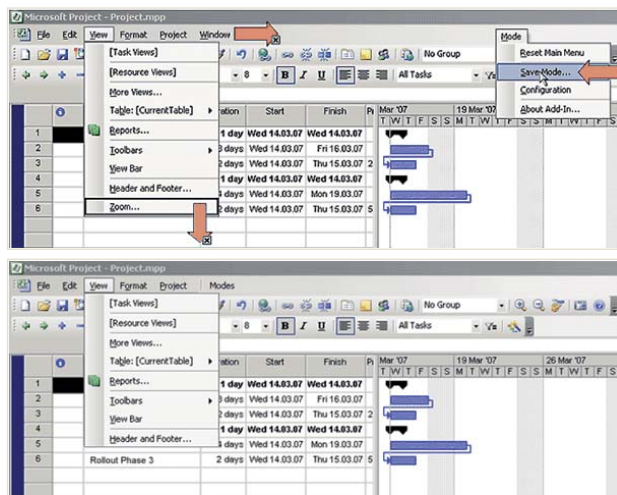 Microsoft Project - Project.mpp
File Edit View Format Project Window Mode
[Task Views] Reset Main Menu
No Group
[Resource Views] Save Mode...
8 B I U All Tasks
More Views... Configuration
Table: [CurrentTable] About Add-In...
Start Finish Mar '07 19 Mar '07
T W T F S S M T W T F S S
Reports...
1 1 day Wed 14.03.07 Wed 14.03.07
2 days Wed 14.03.07 Fri 16.03.07
Toolbars
3 2 days Wed 14.03.07 Thu 15.03.07 2
View Bar
4 1 day Wed 14.03.07 Wed 14.03.07
Header and Footer...
5 days Wed 14.03.07 Mon 19.03.07
6 Zoom... 2 days Wed 14.03.07 Thu 15.03.07 5
Microsoft Project - Project.mpp
File Edit View Format Project Modes
[Task Views] No Group
[Resource Views] 8 B I U All Tasks
More Views...
Table: [CurrentTable] Start Finish Mar '07 19 Mar '07 26 Mar '07
T W T F S S M T W T F S S M T W T F S
Reports...
1 1 day Wed 14.03.07 Wed 14.03.07
2 days Wed 14.03.07 Fri 16.03.07
Toolbars
3 2 days Wed 14.03.07 Thu 15.03.07 2
View Bar
4 1 day Wed 14.03.07 Wed 14.03.07
Header and Footer...
5 days Wed 14.03.07 Mon 19.03.07
6 Rollout Phase 3 2 days Wed 14.03.07 Thu 15.03.07 5